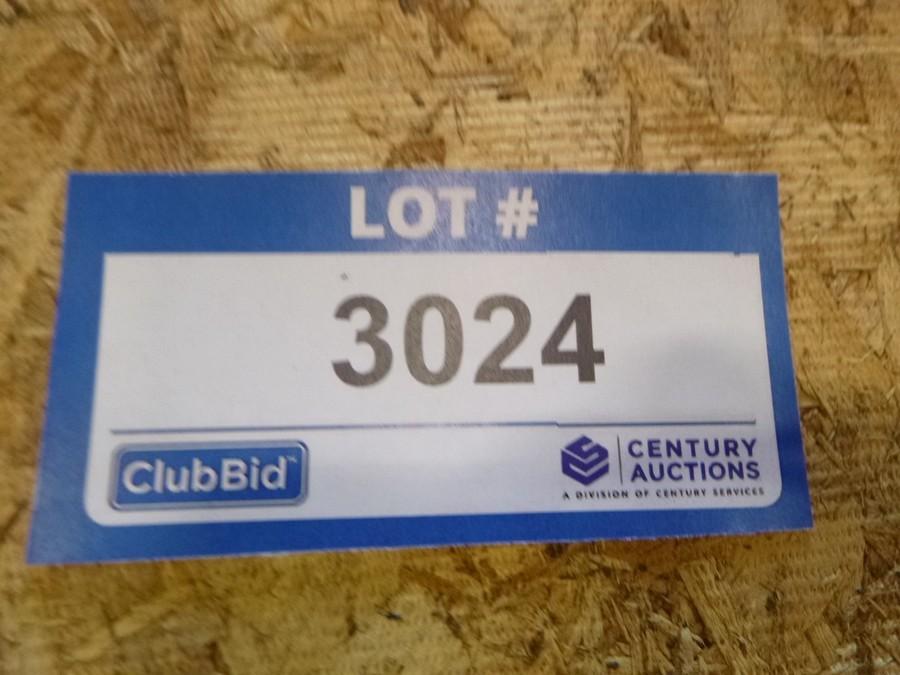 LOT #
3024
ClubBid™
CENTURY
AUCTIONS
A DIVISION OF CENTURY SERVICES